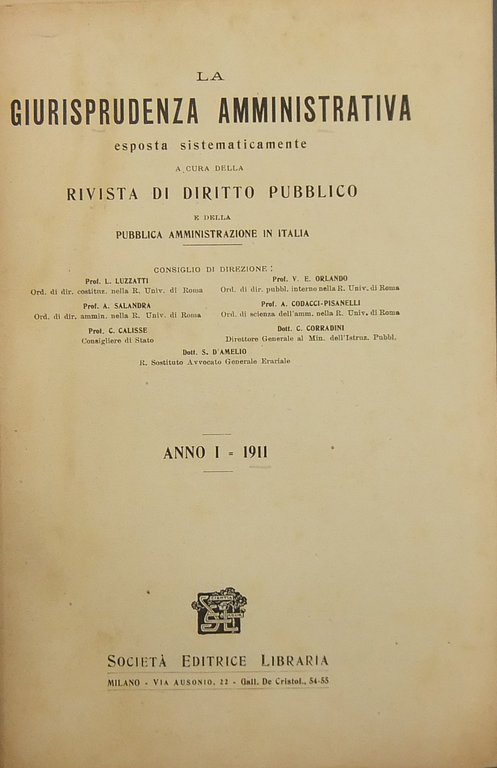 LA
GIURISPRUDENZA AMMINISTRATIVA
esposta sistematicamente
A CURA DELLA
RIVISTA DI DIRITTO PUBBLICO
E DELLA
PUBBLICA AMMINISTRAZIONE IN ITALIA
CONSIGLIO DI DIREZIONE:
Prof. L. LUZZATTI
Ord. di dir. costituz. nella R. Univ. di Roma
Prof. V. E. ORLANDO
Ord. di dir. pubbl. interno nella R. Univ. di Roma
Prof. A. SALANDRA
Ord. di dir. ammin. nella R. Univ. di Roma
Prof. A. CODACCI-PISANELLI
Ord. di scienza dell'amm. nella R. Univ. di Roma
Prof. C. CALISSE
Consigliere di Stato
Dott. C. CORRADINI
Direttore Generale al Min. dell'Istruz. Pubbl.
Dott. S. D'AMELIO
R. Sostituto Avvocato Generale Erariale
ANNO I = 1911
SOCIETÀ EDITRICE LIBRARIA
MILANO - VIA AUSONIO, 22 - Gall. De Cristof., 54-55